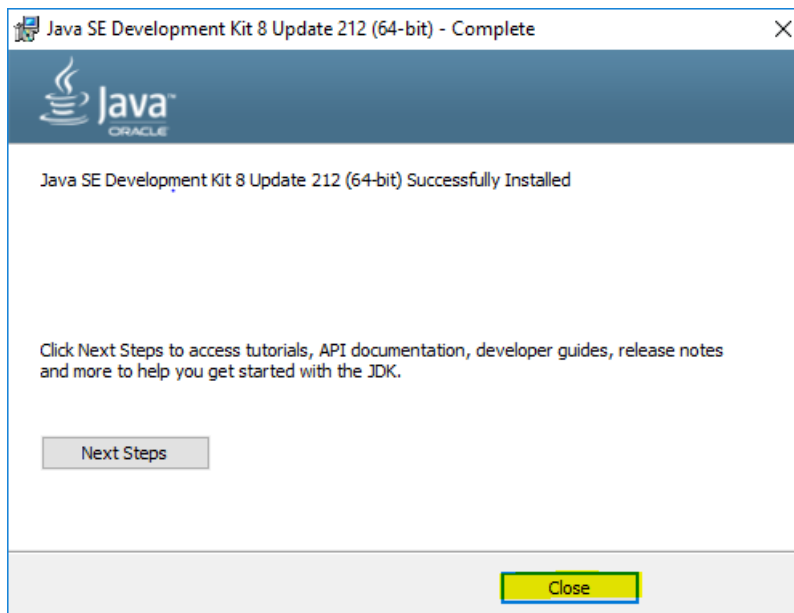 Java SE Development Kit 8 Update 212 (64-bit) - Complete
Java™
ORACLE
Java SE Development Kit 8 Update 212 (64-bit) Successfully Installed
Click Next Steps to access tutorials, API documentation, developer guides, release notes
and more to help you get started with the JDK.
Next Steps
Close